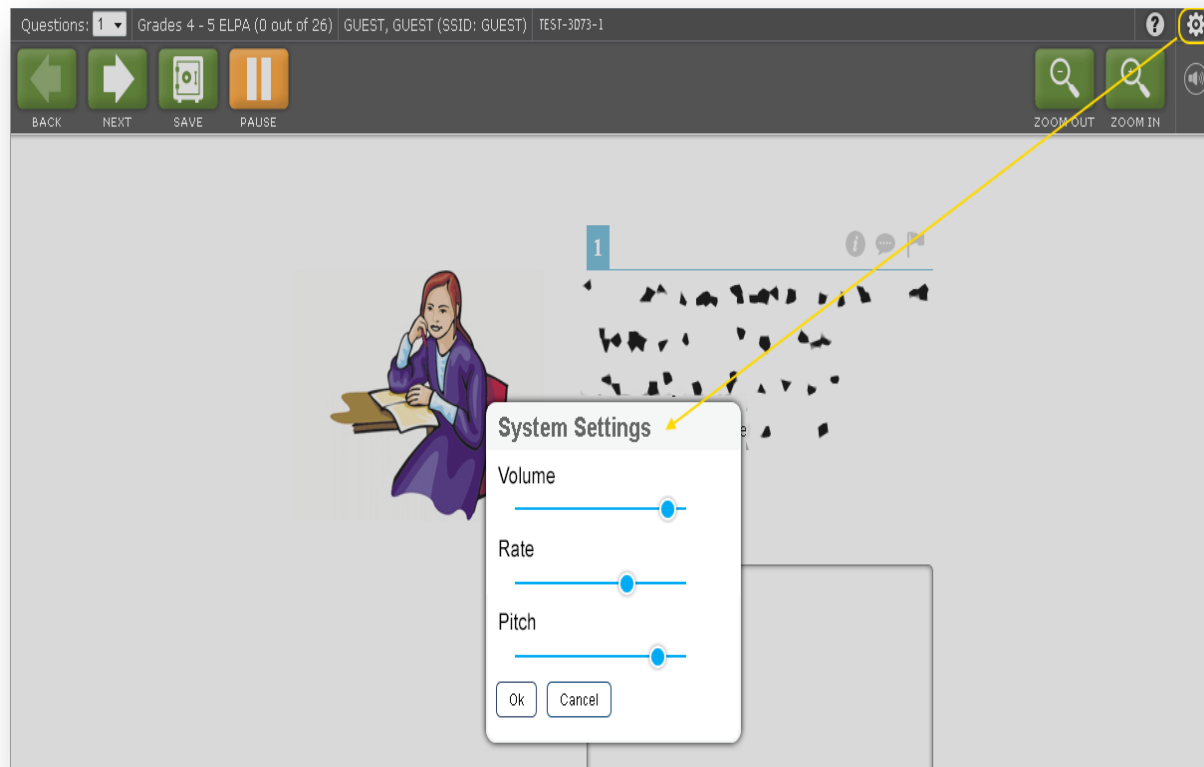 Questions: 1 Grades 4 - 5 ELPA (0 out of 26) GUEST, GUEST (SSID: GUEST) TEST-3D73-1 ?
BACK NEXT SAVE PAUSE ZOOM OUT ZOOM IN
1 i
System Settings
Volume
Rate
Pitch
Ok Cancel